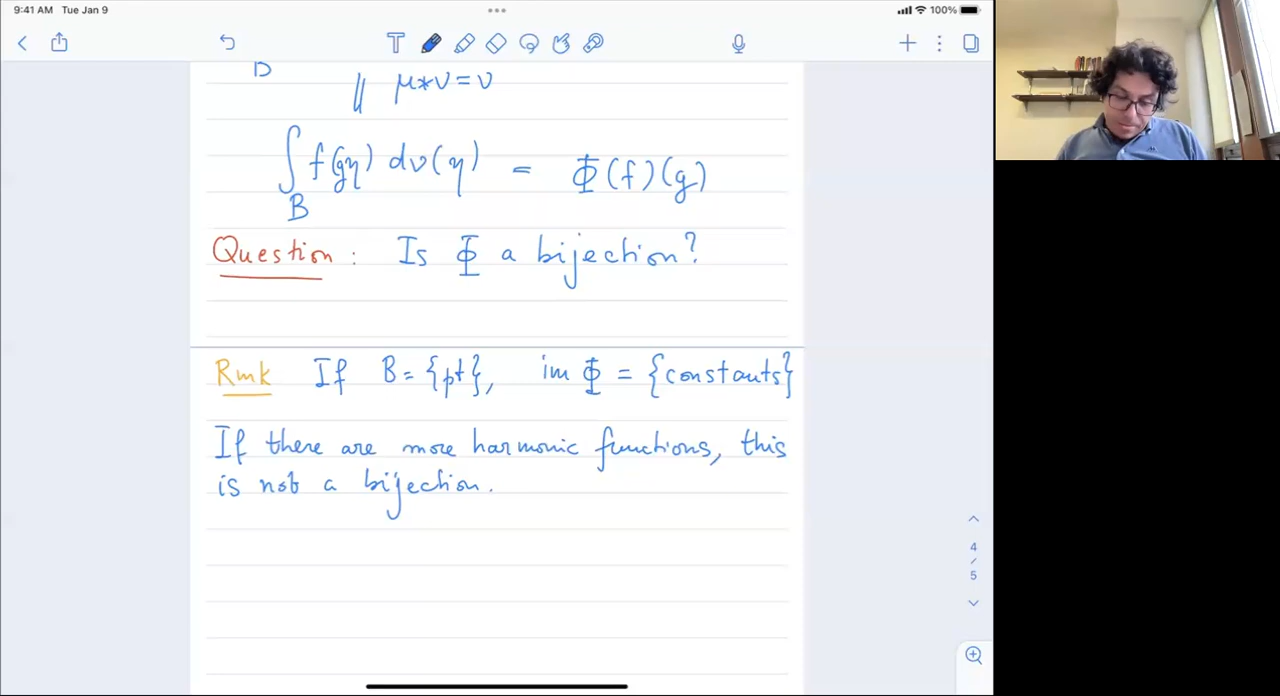 9:41 AM Tue Jan 9
100%
B
μ*ν = ν
∫ f(gη) dν(η) = Φ(f)(g)
B
Question : Is Φ a bijection?
Rmk If B = {pt}, im Φ = {constants}
If there are more harmonic functions, this
is not a bijection.
4
/
5